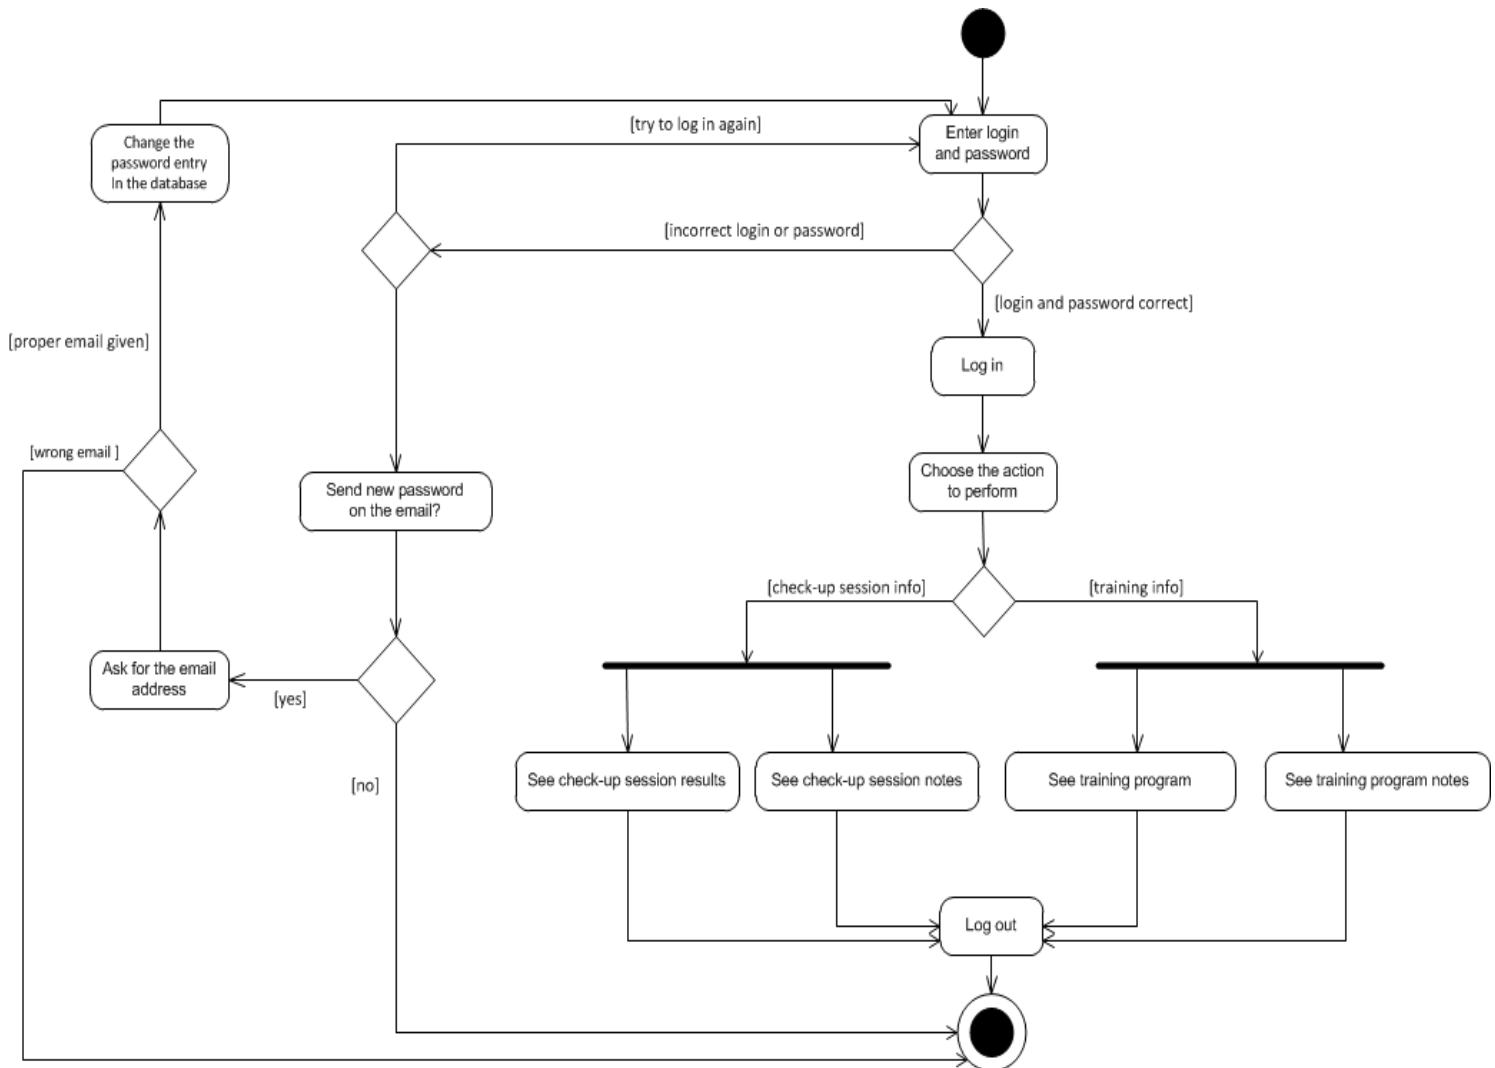 [try to log in again]
Enter login
and password
Change the
password entry
In the database
[incorrect login or password]
[login and password correct]
[proper email given]
Log in
[wrong email ]
Send new password
on the email?
Choose the action
to perform
[check-up session info]
[training info]
Ask for the email
address
[yes]
[no]
See check-up session results
See check-up session notes
See training program
See training program notes
Log out